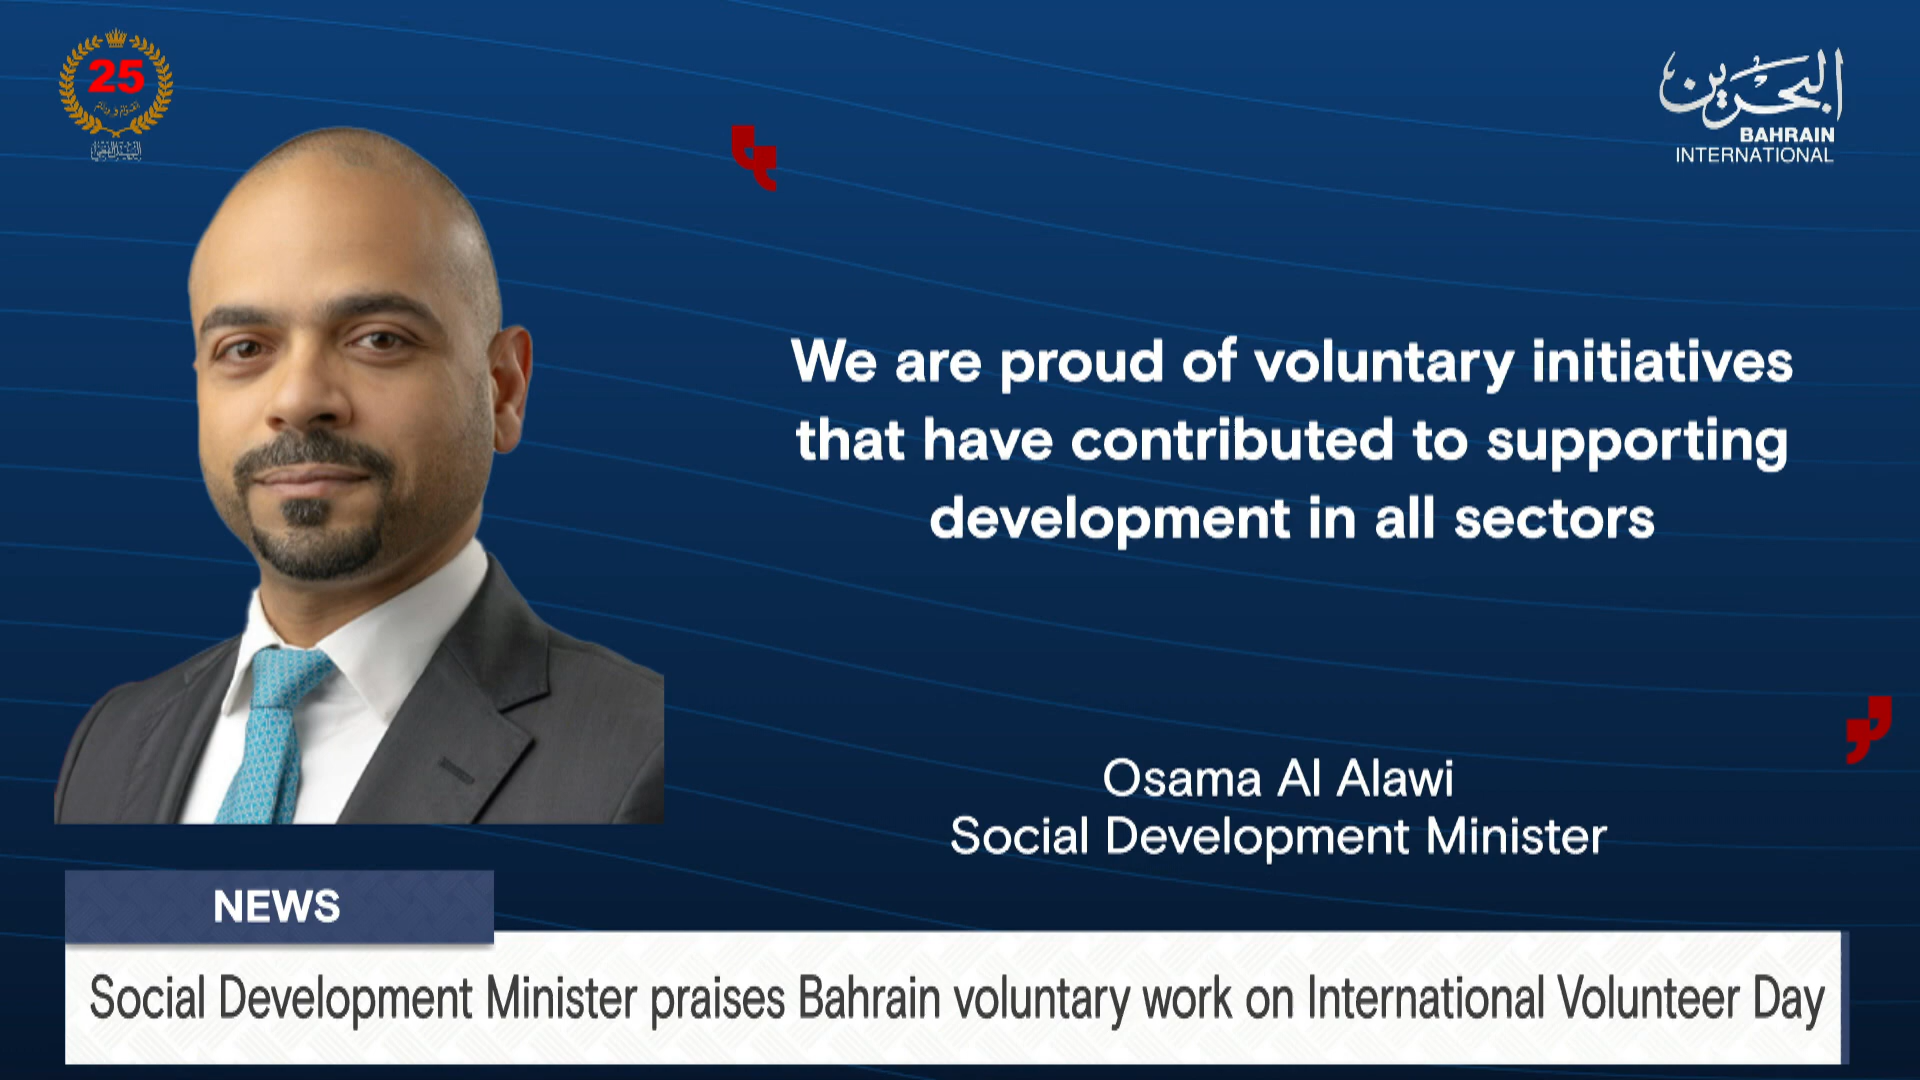 25
البحرين
BAHRAIN
INTERNATIONAL
We are proud of voluntary initiatives
that have contributed to supporting
development in all sectors
Osama Al Alawi
Social Development Minister
NEWS
Social Development Minister praises Bahrain voluntary work on International Volunteer Day